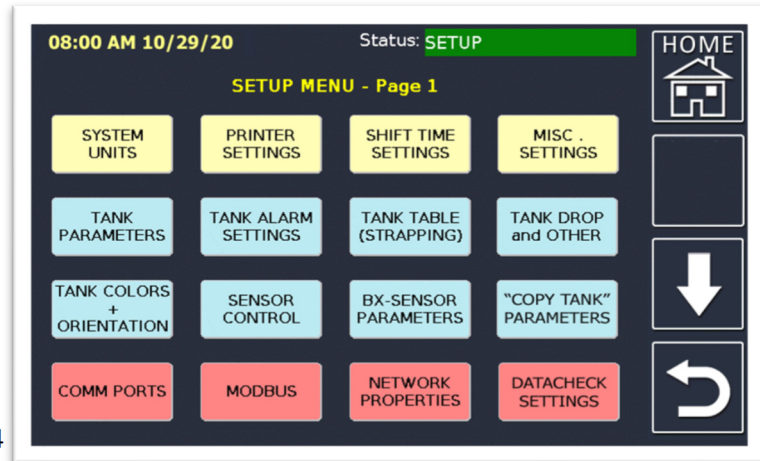 08:00 AM 10/29/20
Status: SETUP
HOME
SETUP MENU - Page 1
SYSTEM
UNITS
PRINTER
SETTINGS
SHIFT TIME
SETTINGS
MISC .
SETTINGS
TANK
PARAMETERS
TANK ALARM
SETTINGS
TANK TABLE
(STRAPPING)
TANK DROP
and OTHER
TANK COLORS
+
ORIENTATION
SENSOR
CONTROL
BX-SENSOR
PARAMETERS
“COPY TANK”
PARAMETERS
COMM PORTS
MODBUS
NETWORK
PROPERTIES
DATACHECK
SETTINGS